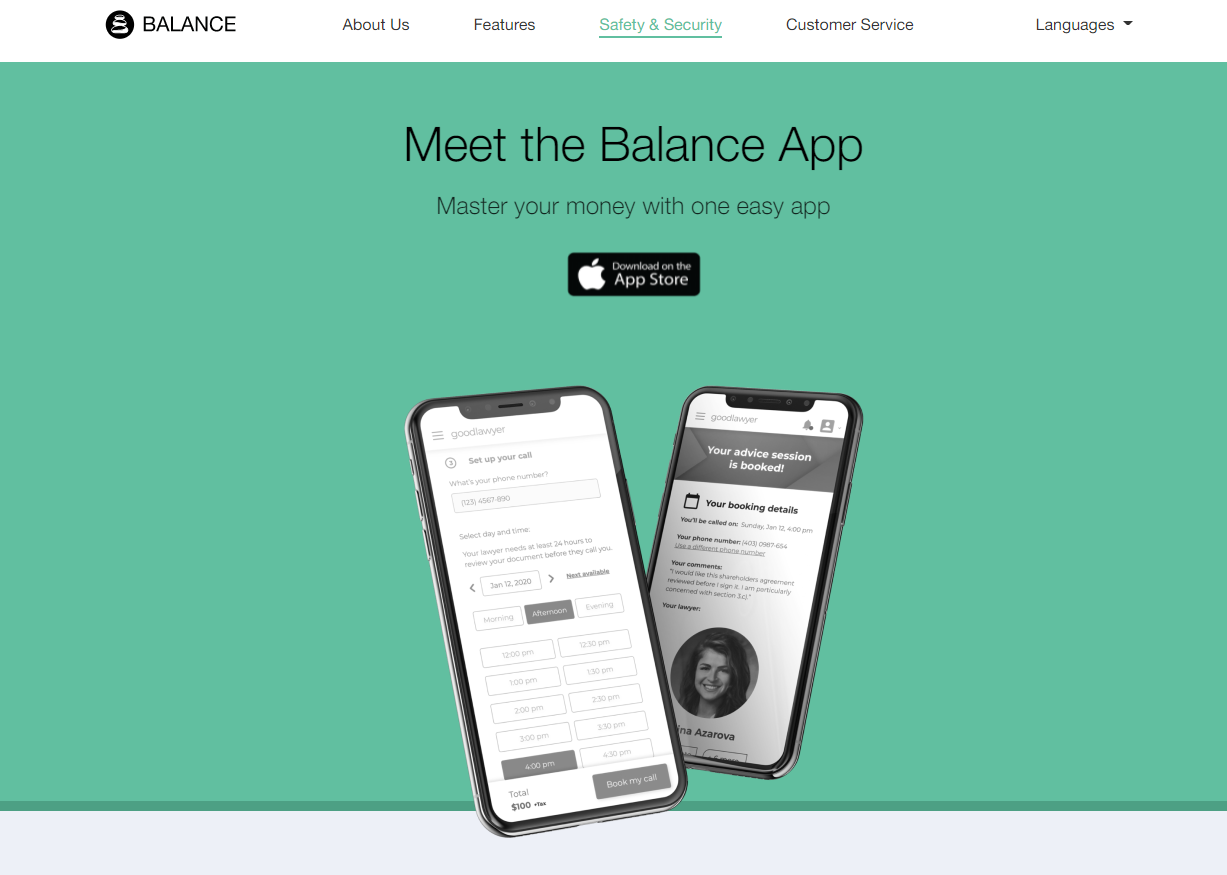 BALANCE
About Us
Features
Safety & Security
Customer Service
Languages
Meet the Balance App
Master your money with one easy app
Download on the
App Store
goodlawyer
3 Set up your call
What's your phone number?
(123) 4567-890
Select day and time:
Your lawyer needs at least 24 hours to
review your document before they call you.
Jan 12, 2020
Next available
Morning
Afternoon
Evening
12:00 pm
12:30 pm
1:00 pm
1:30 pm
2:00 pm
2:30 pm
3:00 pm
3:30 pm
4:00 pm
4:30 pm
Total
$100 +Tax
Book my call
goodlawyer
Your advice session
is booked!
Your booking details
You'll be called on: Sunday, Jan 12, 4:00 pm
Your phone number: (403) 0987-654
Use a different phone number
Your comments:
"I would like this shareholders agreement
reviewed before I sign it. I am particularly
concerned with section 3.c)."
Your lawyer:
Azarova